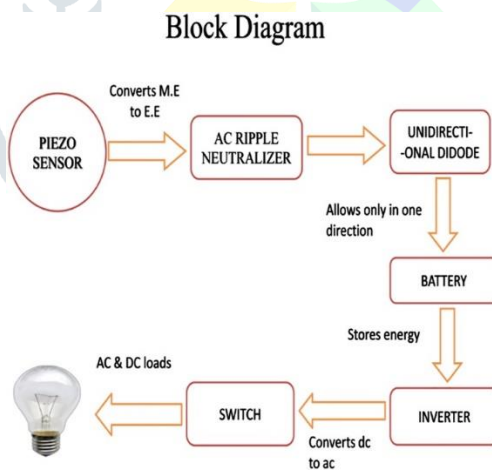 Block Diagram
Converts M.E
to E.E
PIEZO
SENSOR
AC RIPPLE
NEUTRALIZER
UNIDIRECTI-
-ONAL DIDODE
Allows only in one
direction
BATTERY
Stores energy
INVERTER
Converts dc
to ac
SWITCH
AC & DC loads